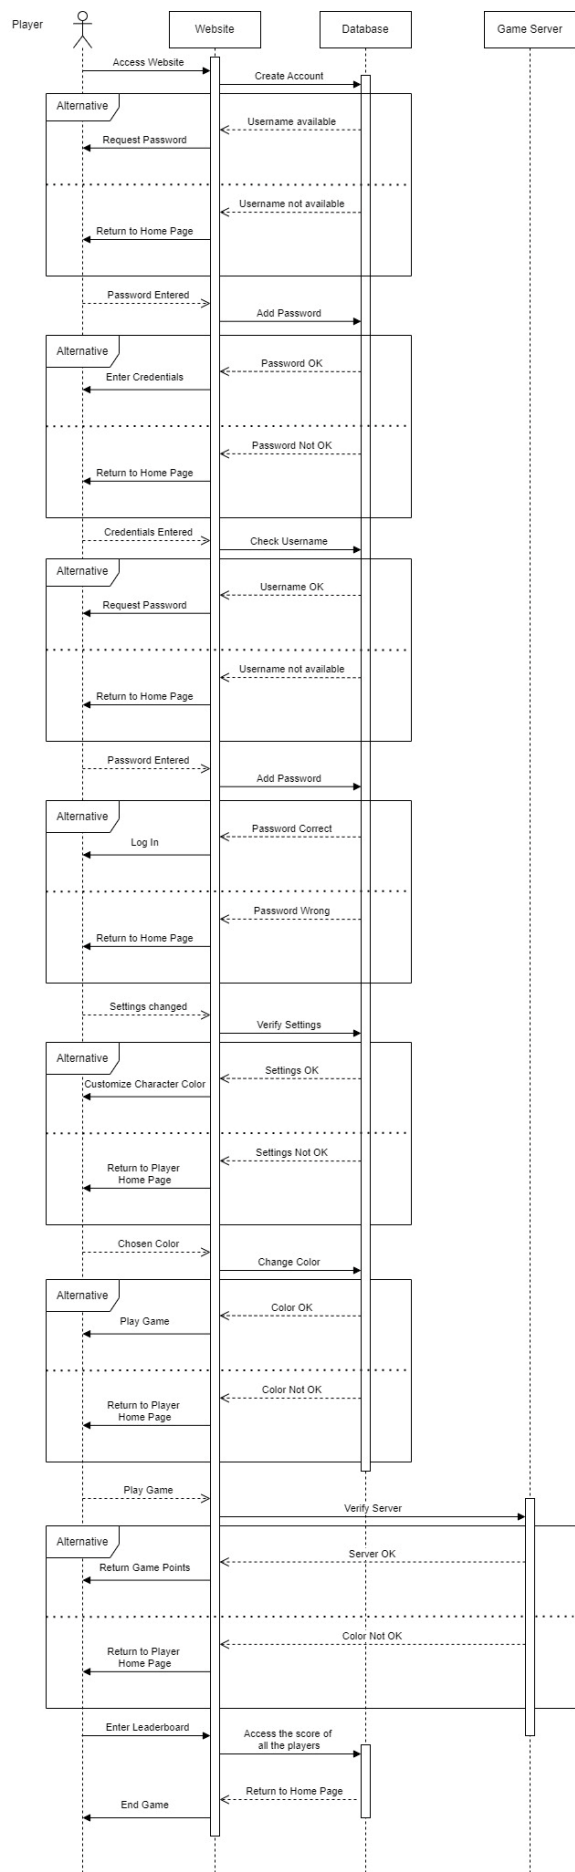 Player
Website
Database
Game Server
Access Website
Create Account
Alternative
Username available
Request Password
Username not available
Return to Home Page
Password Entered
Add Password
Alternative
Password OK
Enter Credentials
Password Not OK
Return to Home Page
Credentials Entered
Check Username
Alternative
Username OK
Request Password
Username not available
Return to Home Page
Password Entered
Add Password
Alternative
Password Correct
Log In
Password Wrong
Return to Home Page
Settings changed
Verify Settings
Alternative
Settings OK
Customize Character Color
Settings Not OK
Return to Player
Home Page
Chosen Color
Change Color
Alternative
Color OK
Play Game
Color Not OK
Return to Player
Home Page
Play Game
Verify Server
Alternative
Server OK
Return Game Points
Color Not OK
Return to Player
Home Page
Enter Leaderboard
Access the score of
all the players
Return to Home Page
End Game